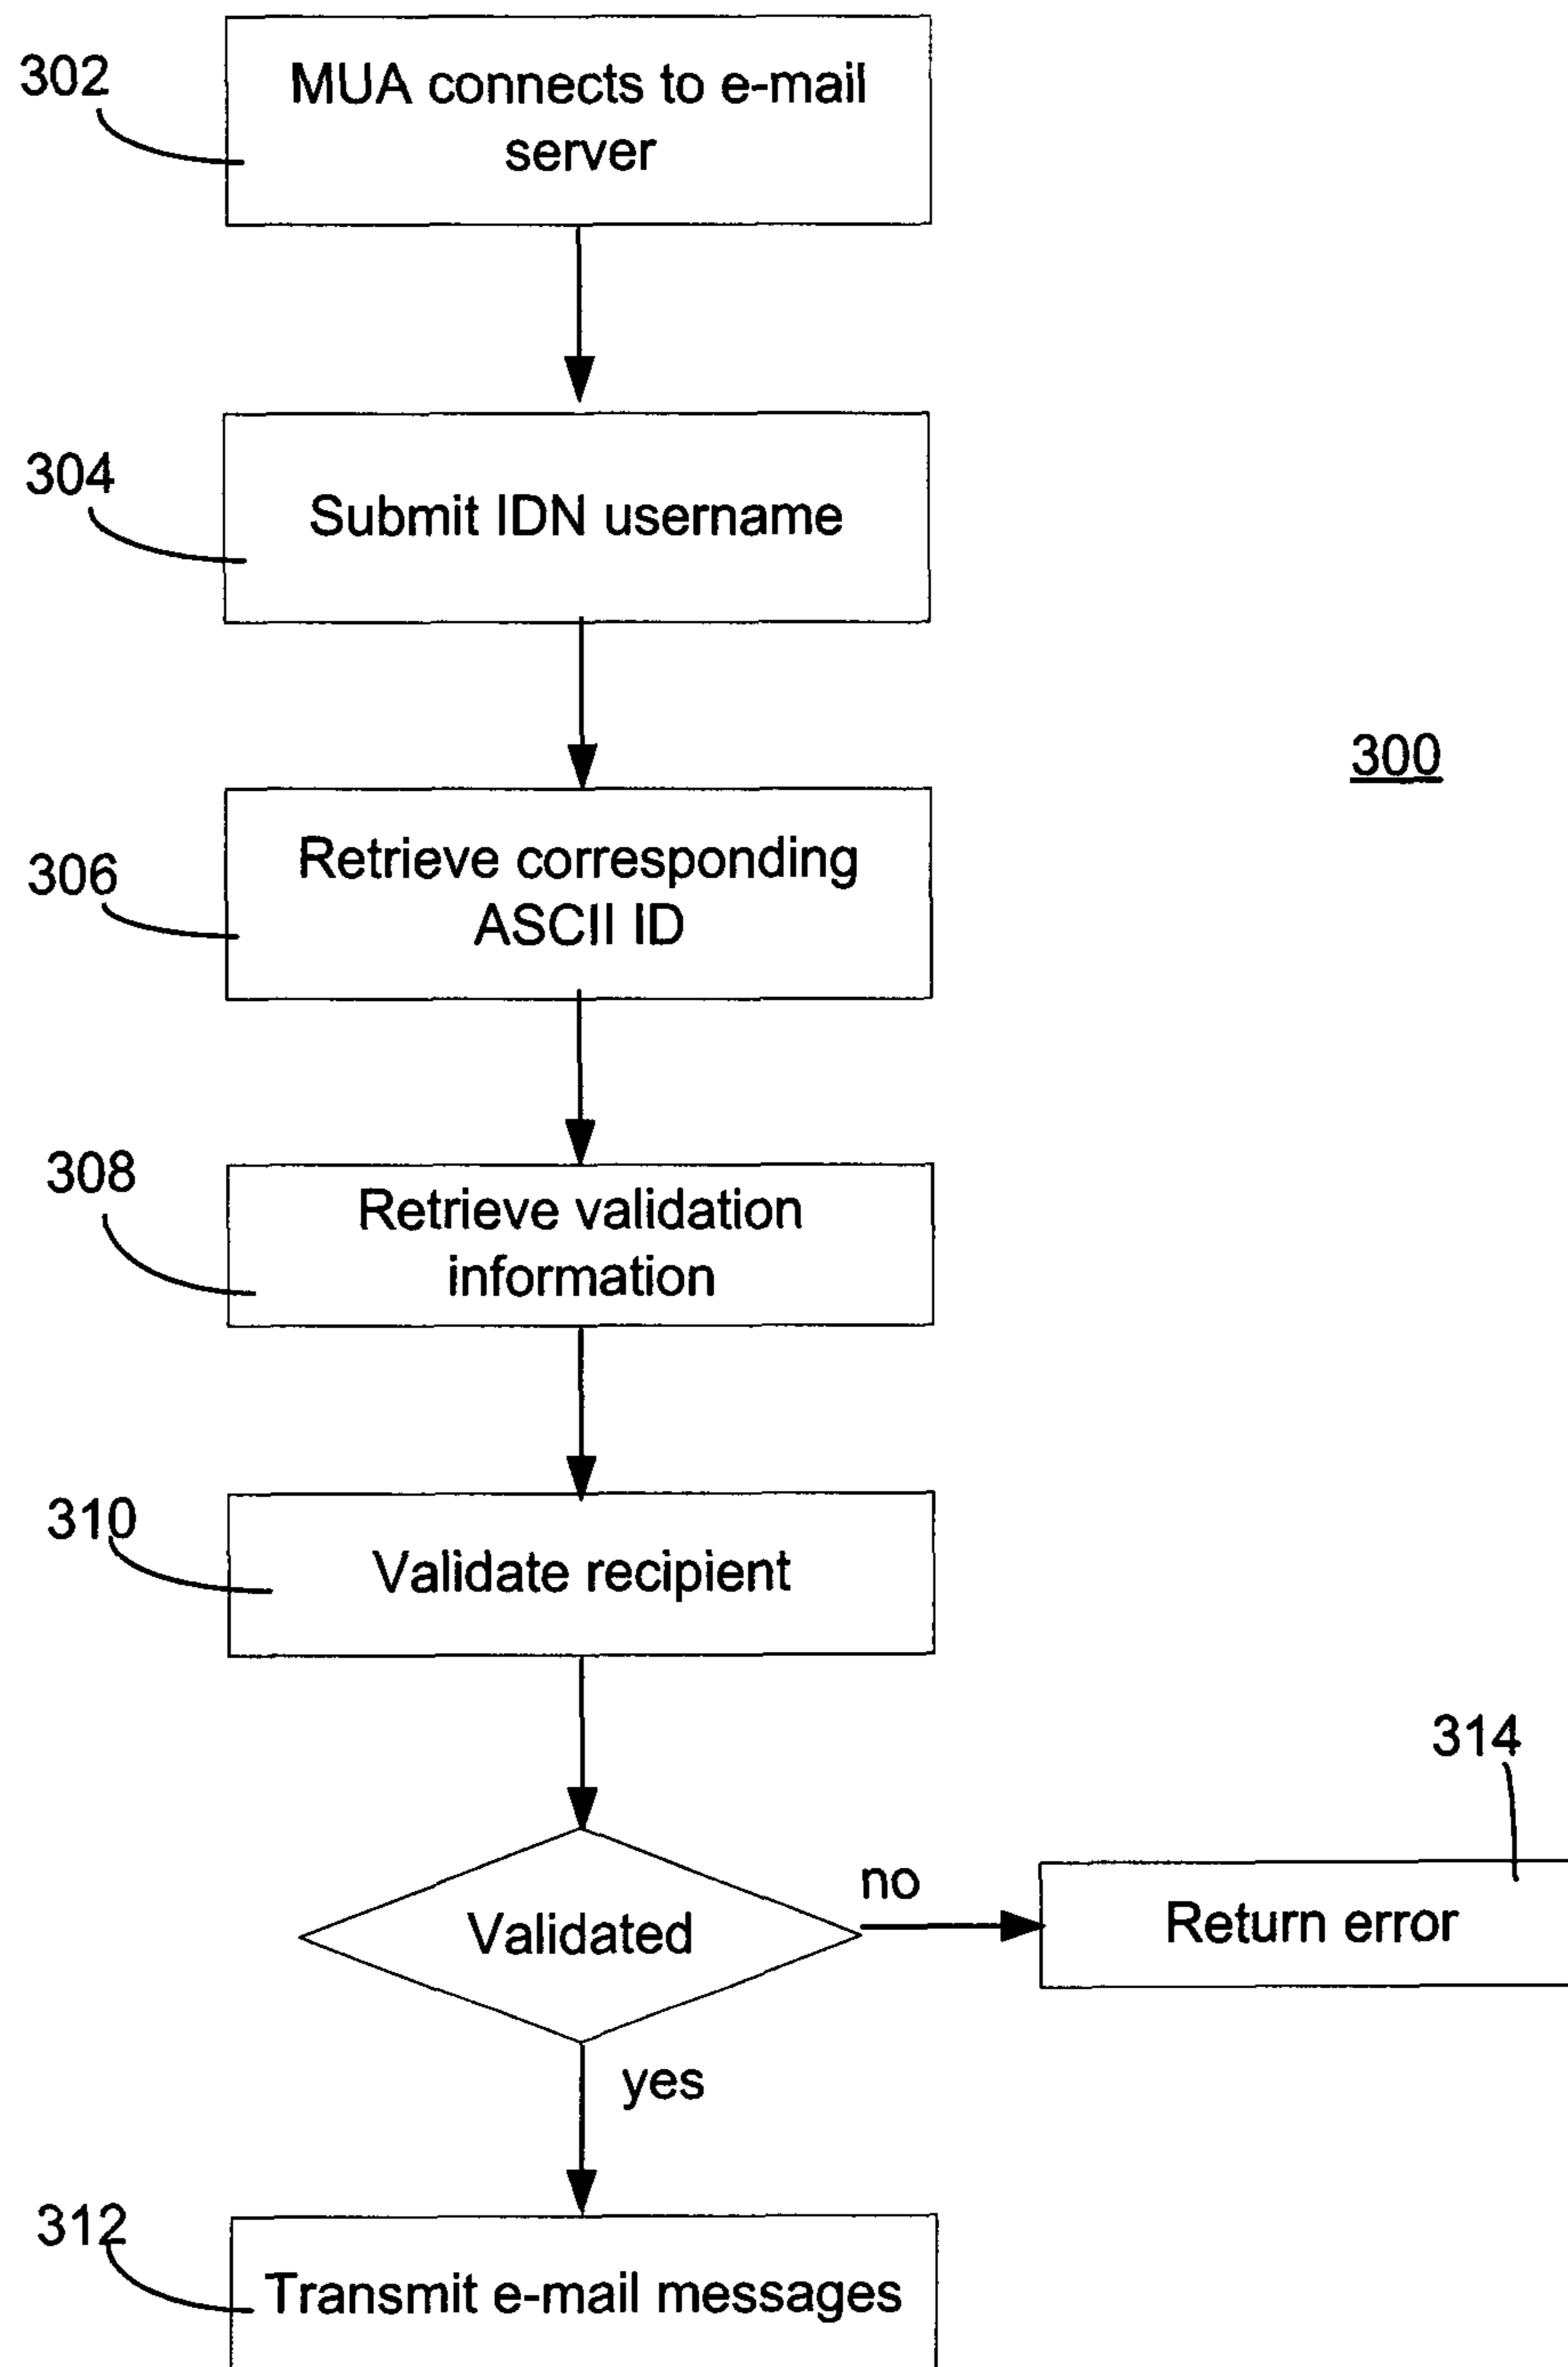 302
MUA connects to e-mail
server
304
Submit IDN username
300
306
Retrieve corresponding
ASCII ID
308
Retrieve validation
information
310
Validate recipient
314
Validated
no
Return error
yes
312
Transmit e-mail messages